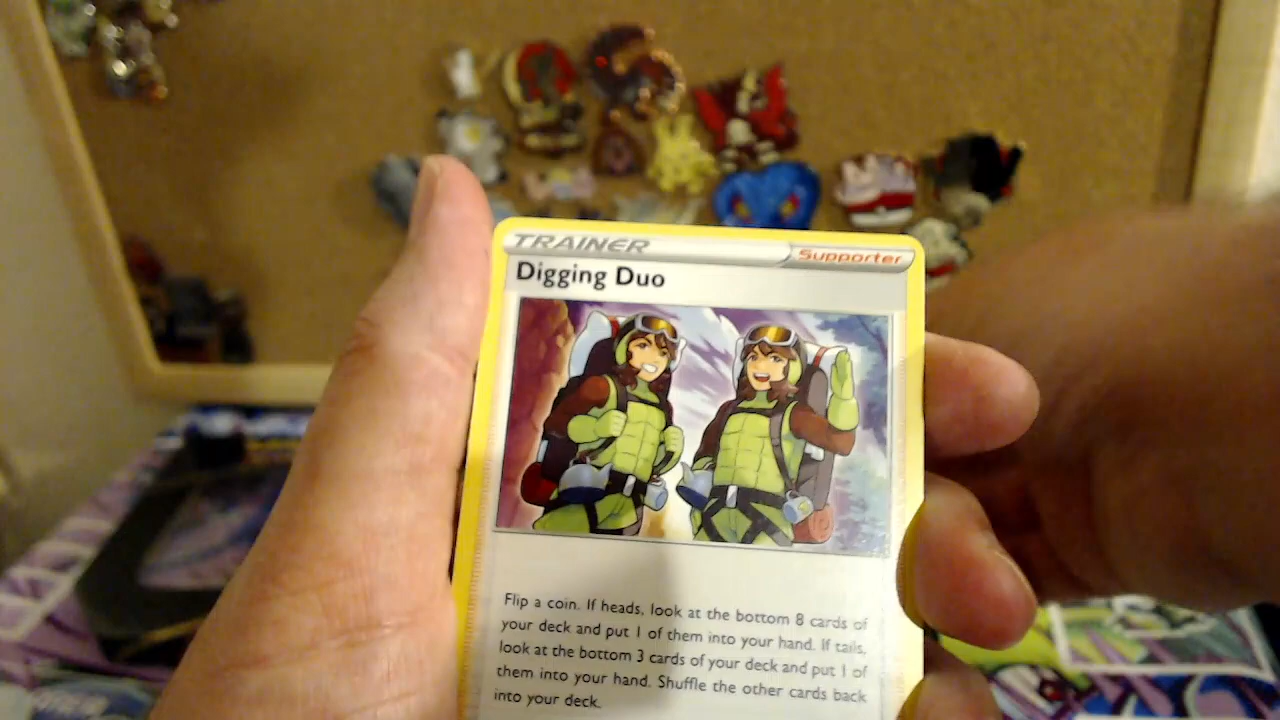 TRAINER
Supporter
Digging Duo
Flip a coin. If heads, look at the bottom 8 cards of
your deck and put 1 of them into your hand. If tails,
look at the bottom 3 cards of your deck and put 1 of
them into your hand. Shuffle the other cards back
into your deck.